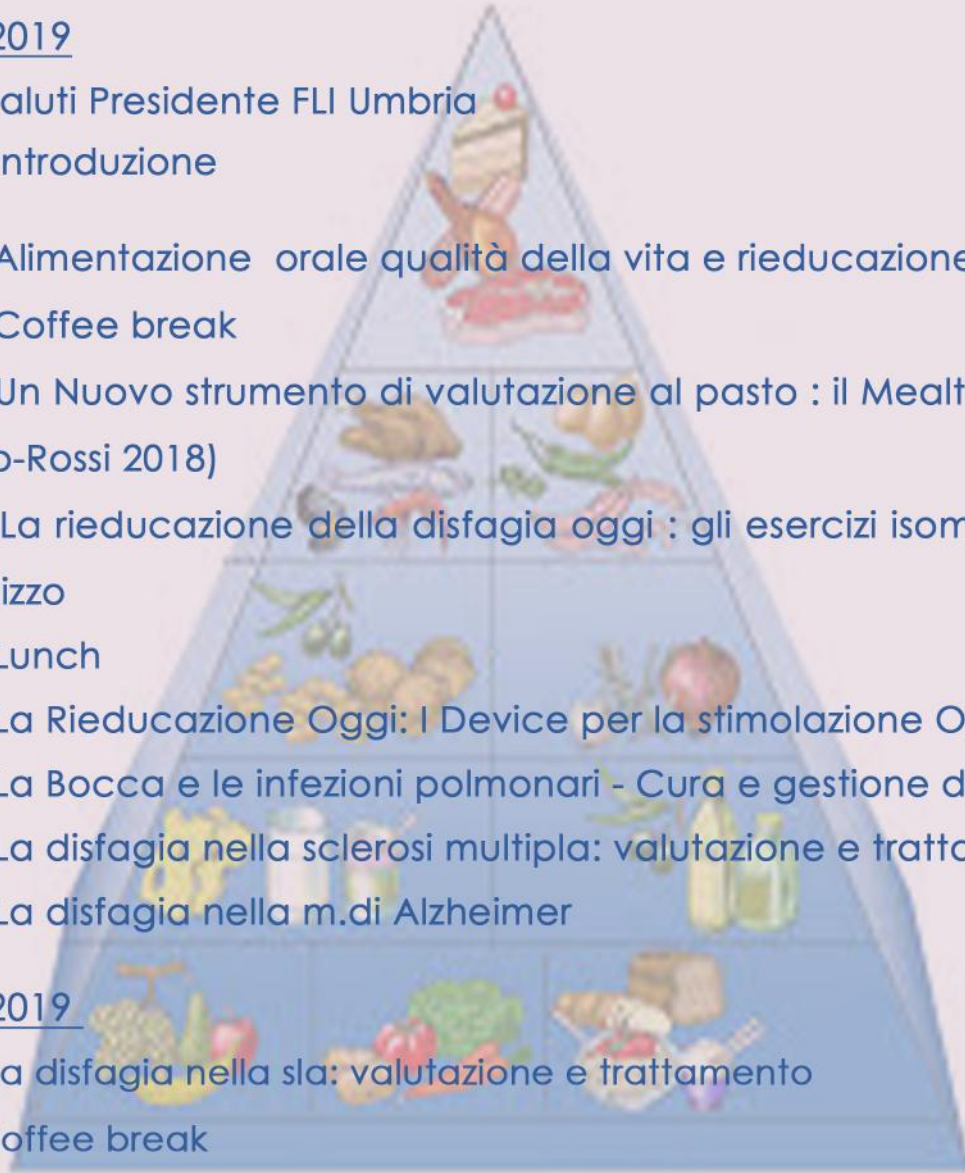 2019
aluti Presidente FLI Umbria
ntroduzione
Alimentazione orale qualità della vita e rieducazione
Coffee break
Un Nuovo strumento di valutazione al pasto : il Mealt
o-Rossi 2018)
La rieducazione della disfagia oggi : gli esercizi isom
izzo
Lunch
La Rieducazione Oggi: I Device per la stimolazione O
La Bocca e le infezioni polmonari - Cura e gestione d
La disfagia nella sclerosi multipla: valutazione e tratta
La disfagia nella m.di Alzheimer
2019
a disfagia nella sla: valutazione e trattamento
offee break